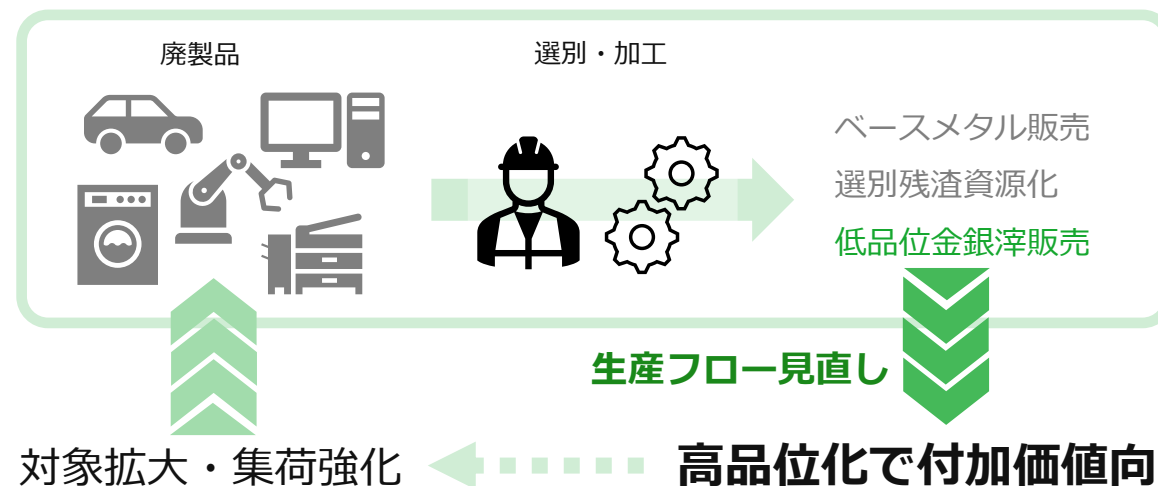 廃製品
選別・加工
ベースメタル販売
選別残渣資源化
低品位金銀滓販売
生産フロー見直し
対象拡大・集荷強化
高品位化で付加価値向